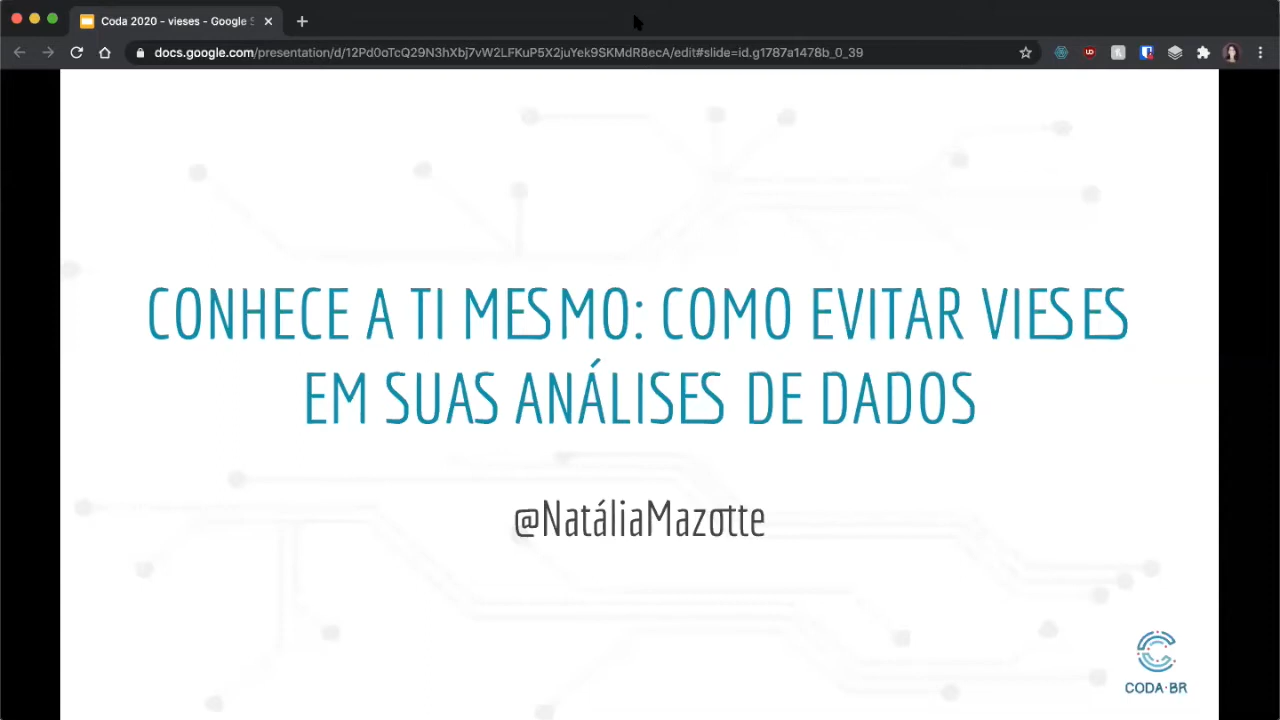 Coda 2020 - vieses - Google S
docs.google.com/presentation/d/12Pd0oTcQ29N3hXbj7vW2LFKuP5X2juYek9SKMdR8ecA/edit#slide=id.g1787a1478b_0_39
CONHECE A TI MESMO: COMO EVITAR VIESES
EM SUAS ANÁLISES DE DADOS
@NatáliaMazotte
CODA·BR